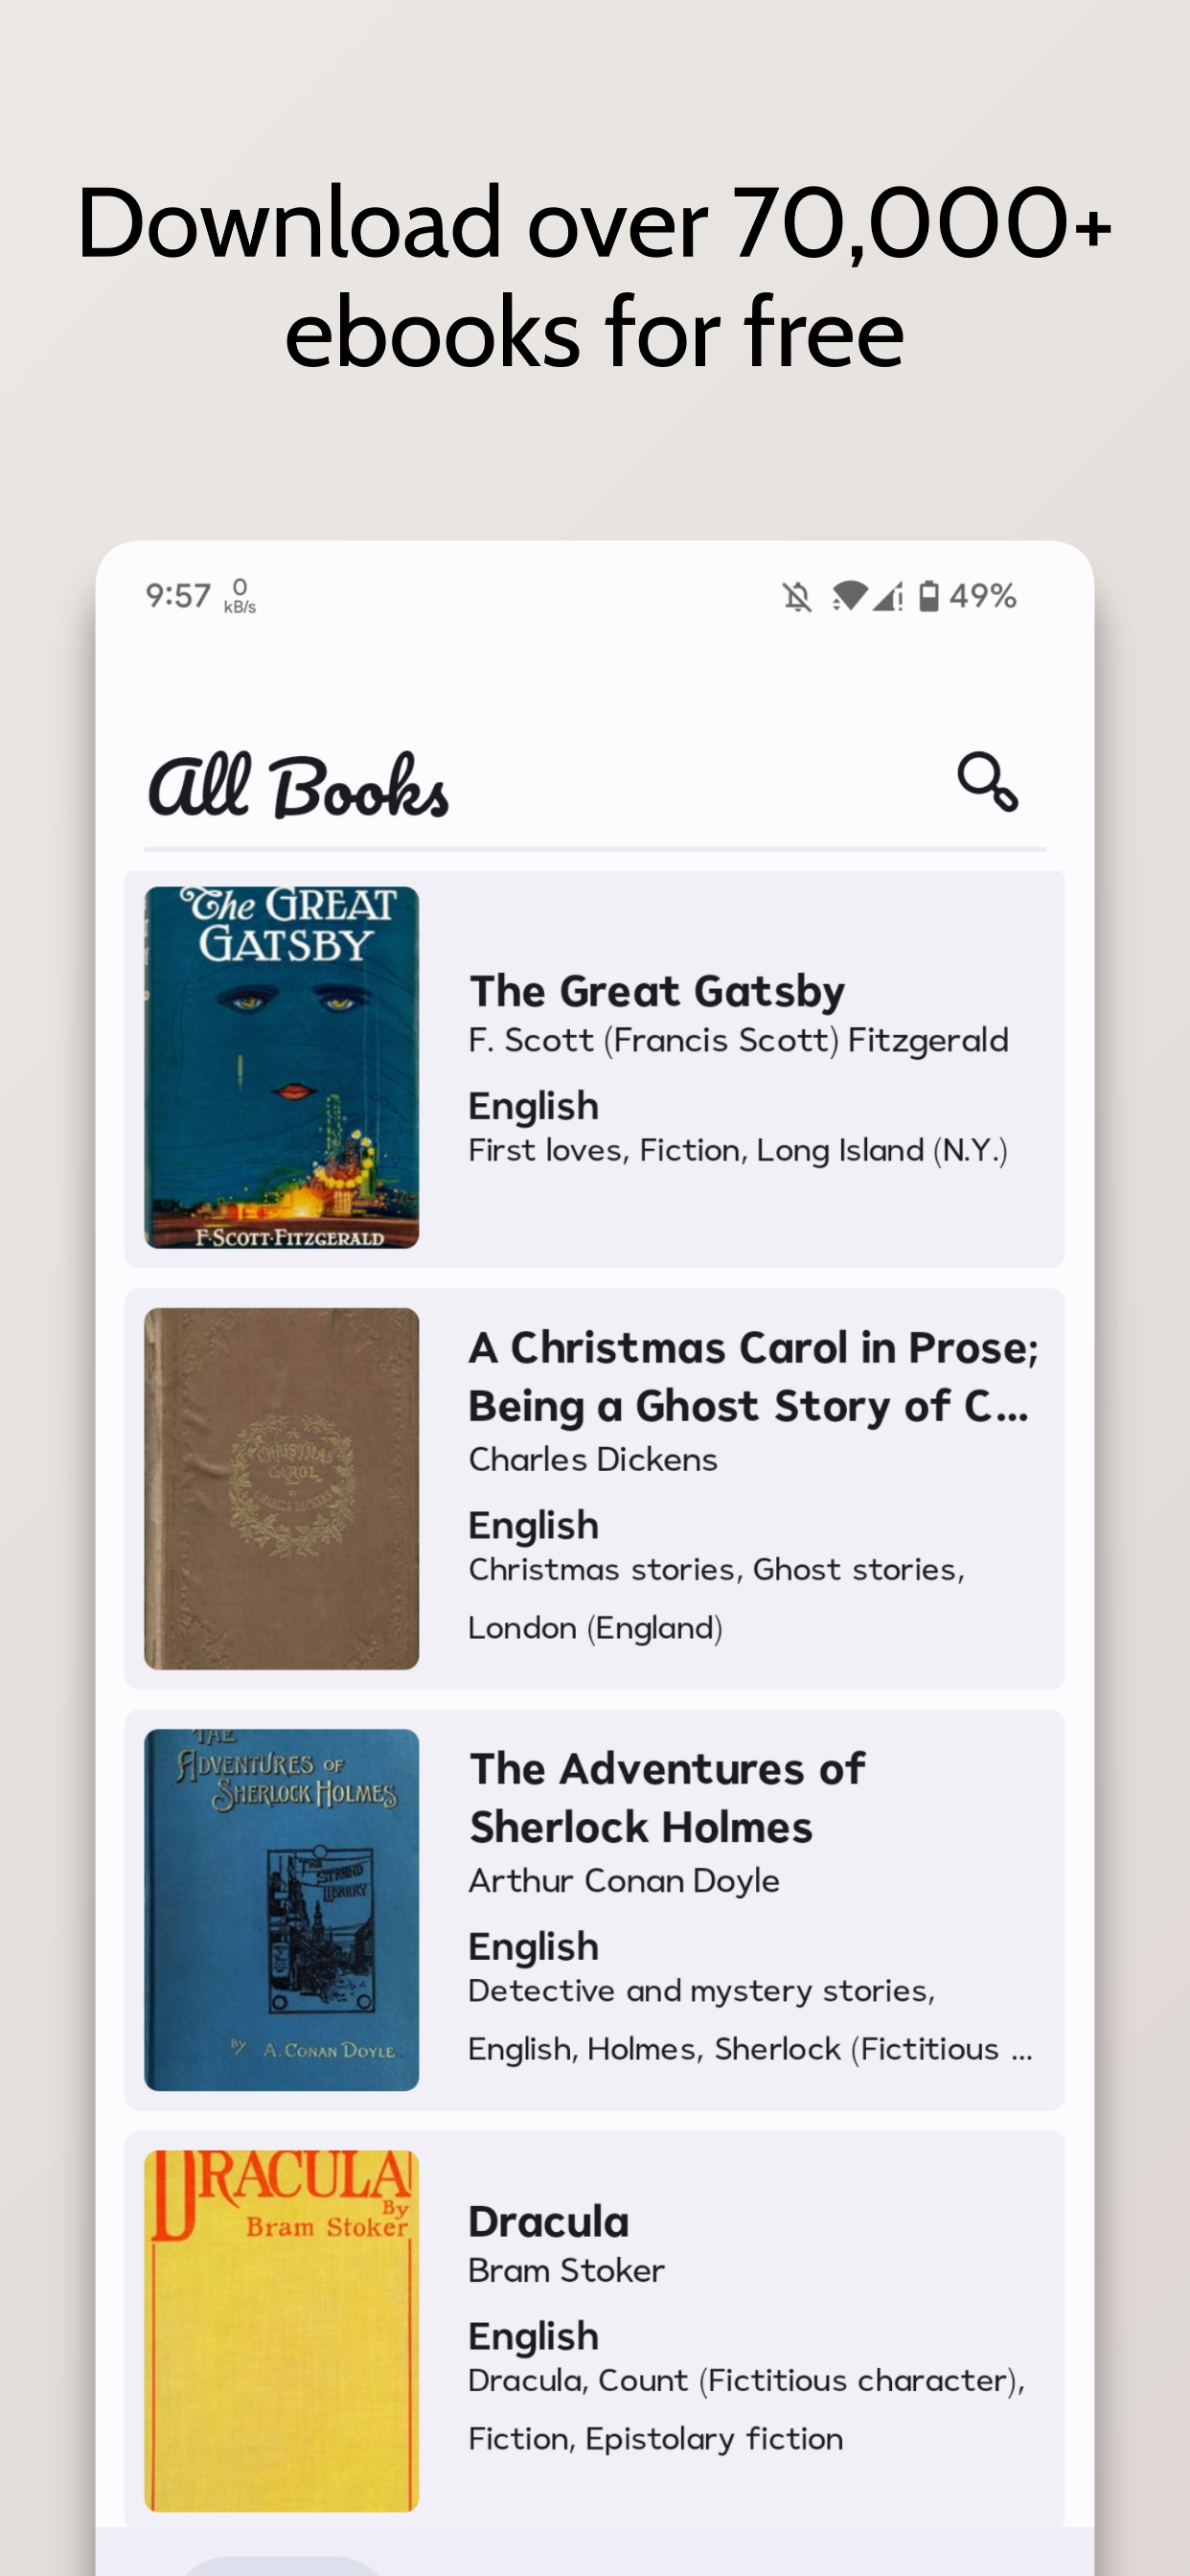 Download over 70,000+
ebooks for free
9:57 0 kB/s 49%
All Books
The GREAT
GATSBY
F·SCOTT·FITZGERALD
The Great Gatsby
F. Scott (Francis Scott) Fitzgerald
English
First loves, Fiction, Long Island (N.Y.)
A
CHRISTMAS
CAROL
BY
CHARLES DICKENS
A Christmas Carol in Prose;
Being a Ghost Story of C...
Charles Dickens
English
Christmas stories, Ghost stories,
London (England)
THE
ADVENTURES OF
SHERLOCK HOLMES
THE
STRAND
LIBRARY
BY A. CONAN DOYLE.
The Adventures of
Sherlock Holmes
Arthur Conan Doyle
English
Detective and mystery stories,
English, Holmes, Sherlock (Fictitious ...
DRACULA
By
Bram Stoker
Dracula
Bram Stoker
English
Dracula, Count (Fictitious character),
Fiction, Epistolary fiction